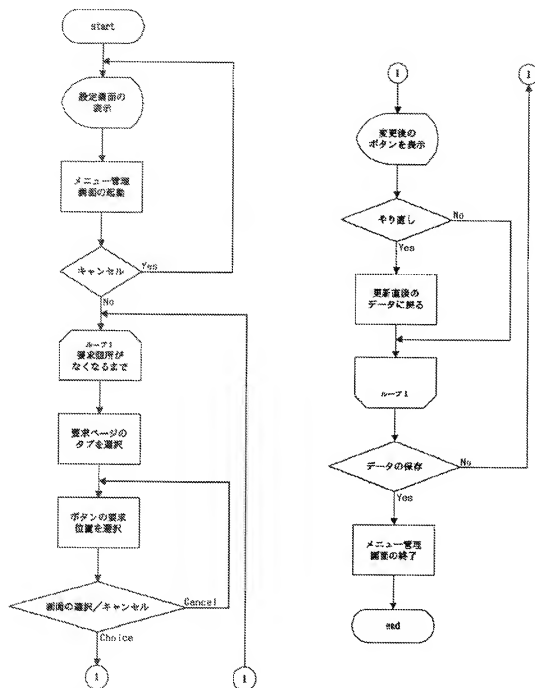 start
設定画面の
表示
メニュー管理
画面の起動
キャンセル
Yes
No
ループ1
要求箇所が
なくなるまで
要求ページの
タブを選択
ボタンの要求
位置を選択
画面の選択/キャンセル
Cancel
Choice
1
1
1
1
変更後の
ボタンを表示
やり直し
No
Yes
更新直後の
データに戻る
ループ1
データの保存
No
Yes
メニュー管理
画面の終了
end